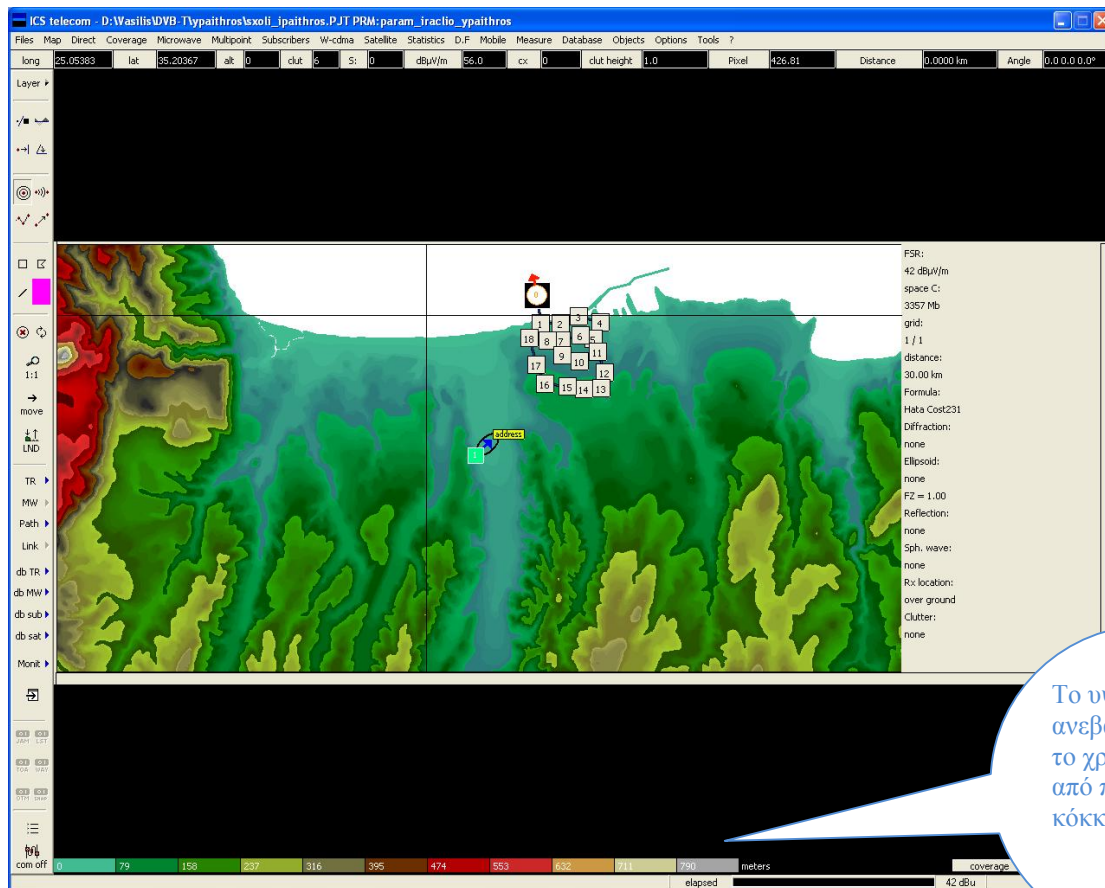 ICS telecom - D:\Vasilis\DVB-T\ypaithros\sxoli_ipaithros.PJT PRM:param_iraclio_ypaithros
Files Map Direct Coverage Microwave Multipoint Subscribers W-cdma Satellite Statistics D.F Mobile Measure Database Objects Options Tools ?
long 25.05383 lat 35.20367 alt 0 clut 6 S: 0 dBµV/m 56.0 cx 0 clut height 1.0 Pixel 426.81 Distance 0.0000 km Angle 0.0 0.0 0.0°
Layer
1:1
move
LND
TR
MW
Path
Link
db TR
db MW
db sub
db sat
Monit
JAM LST
TOA WAV
DTM
com off
0
1 2 3 4
18 8 7 6 5
9 10 11
17 12
16 15 14 13
address
1
FSR:
42 dBµV/m
space C:
3357 Mb
grid:
1 / 1
distance:
30.00 km
Formula:
Hata Cost231
Diffraction:
none
Ellipsoid:
none
FZ = 1.00
Reflection:
none
Sph. wave:
none
Rx location:
over ground
Clutter:
none
Το
το
από
0 79 158 237 316 395 474 553 632 711 790 meters
coverage
elapsed
42 dBu